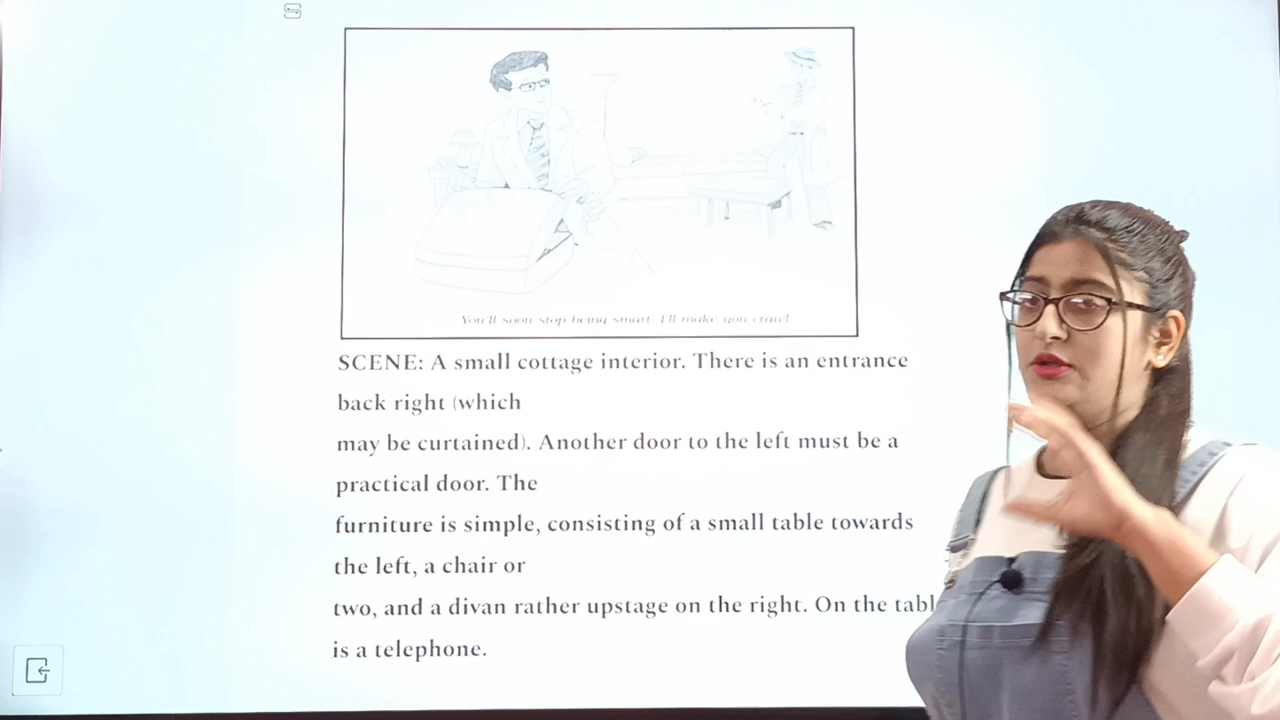 You'll soon stop being smart. I'll make you crawl.
SCENE: A small cottage interior. There is an entrance
back right (which
may be curtained). Another door to the left must be a
practical door. The
furniture is simple, consisting of a small table towards
the left, a chair or
two, and a divan rather upstage on the right. On the tabl
is a telephone.